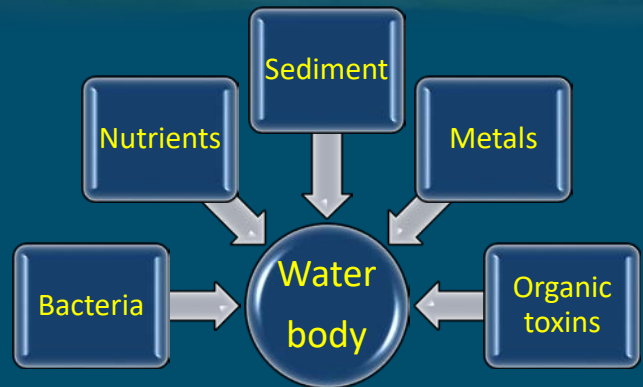 Sediment
Nutrients
Metals
Bacteria
Water
body
Organic
toxins